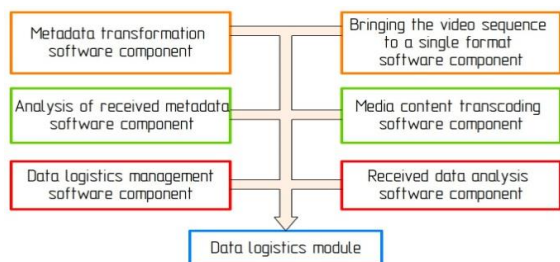 Metadata transformation
software component
Bringing the video sequence
to a single format
software component
Analysis of received metadata
software component
Media content transcoding
software component
Data logistics management
software component
Received data analysis
software component
Data logistics module